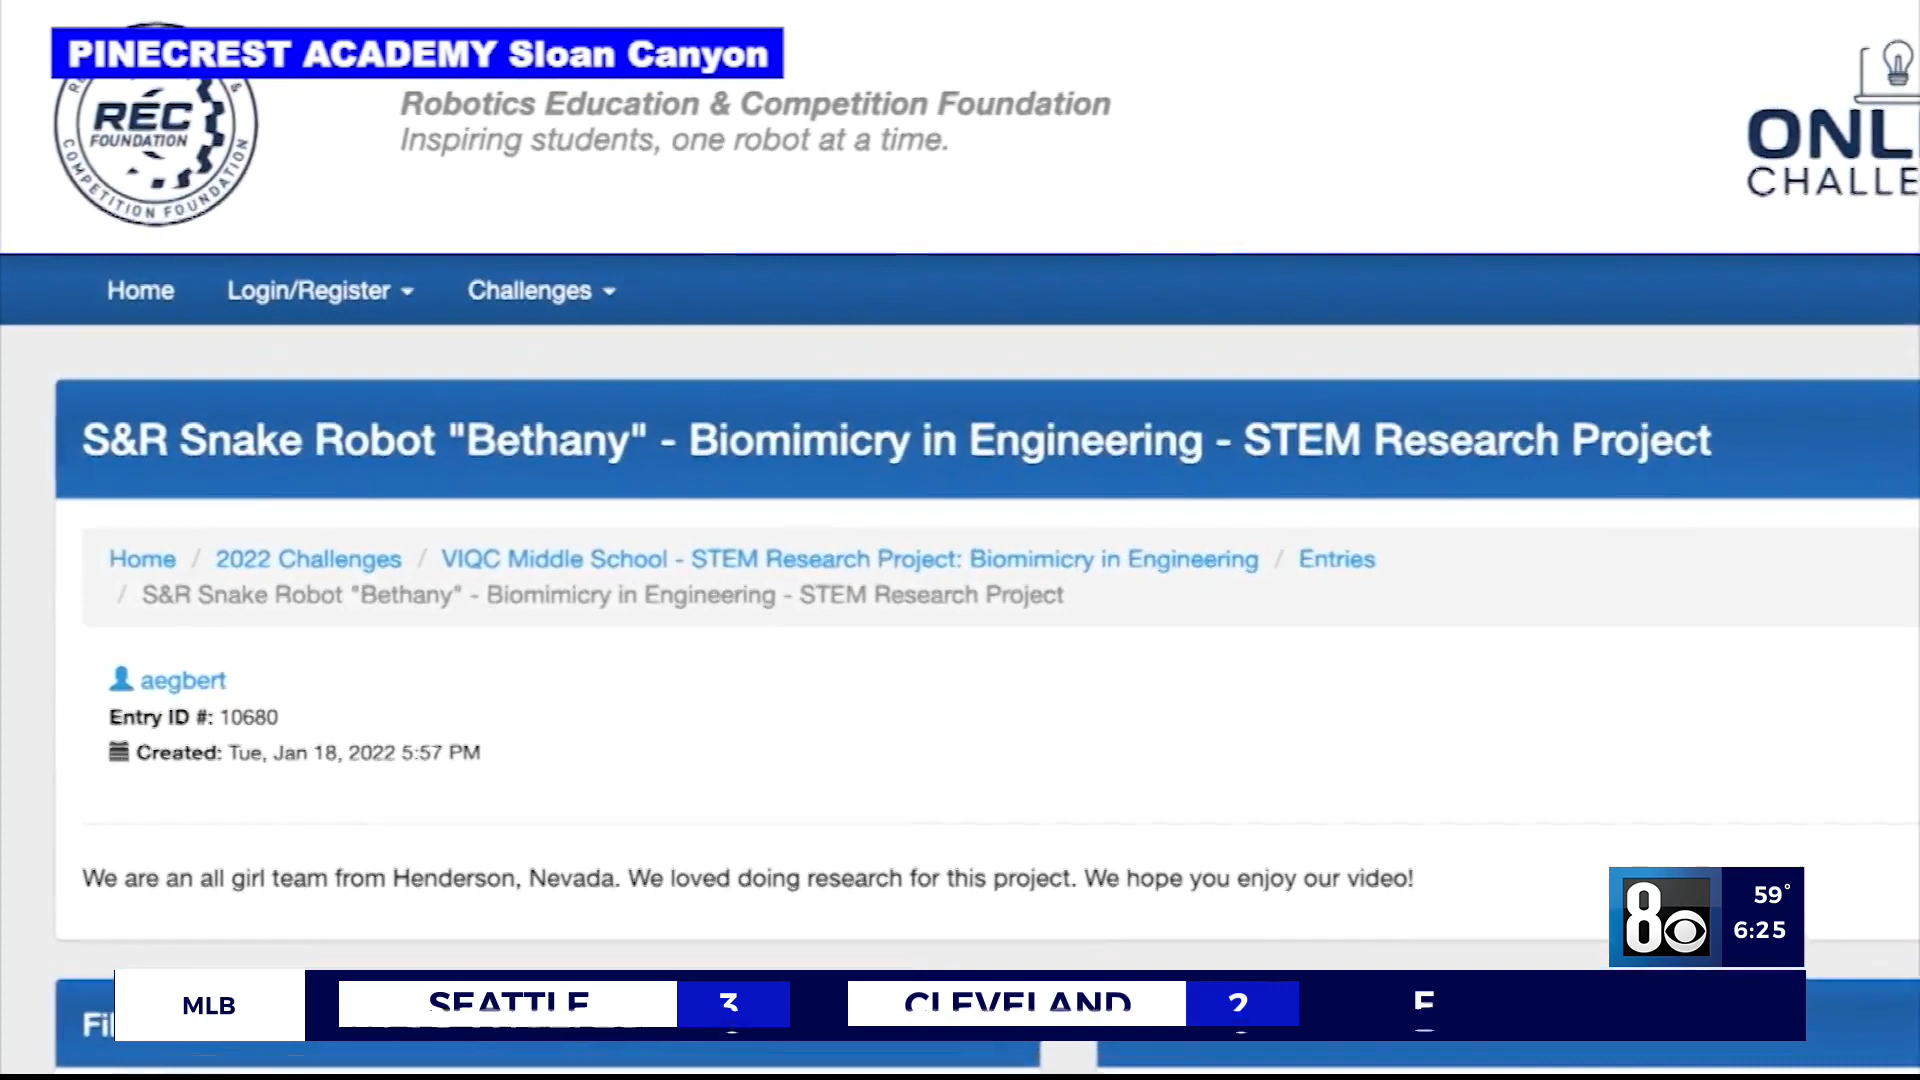 PINECREST ACADEMY Sloan Canyon
REC
FOUNDATION
COMPETITION FOUNDATION
Robotics Education & Competition Foundation
Inspiring students, one robot at a time.
ONL
CHALLE
Home Login/Register Challenges
S&R Snake Robot "Bethany" - Biomimicry in Engineering - STEM Research Project
Home / 2022 Challenges / VIQC Middle School - STEM Research Project: Biomimicry in Engineering / Entries
/ S&R Snake Robot "Bethany" - Biomimicry in Engineering - STEM Research Project
aegbert
Entry ID #: 10680
Created: Tue, Jan 18, 2022 5:57 PM
We are an all girl team from Henderson, Nevada. We loved doing research for this project. We hope you enjoy our video!
8 59°
6:25
MLB SEATTLE 3 CLEVELAND 2